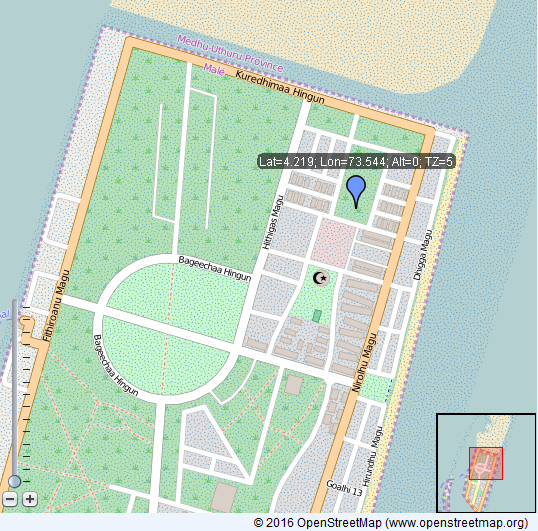 Medhu-Uthuru Province
Malé
Kuredhimaa Hingun
Lat=4.219; Lon=73.544; Alt=0; TZ=5
Hithigas Magu
Dhigga Magu
Bageechaa Hingun
Fithiroanu Magu
Bageechaa Hingun
Nirolhu Magu
Hirundhu Magu
Goalhi 13
© 2016 OpenStreetMap (www.openstreetmap.org)